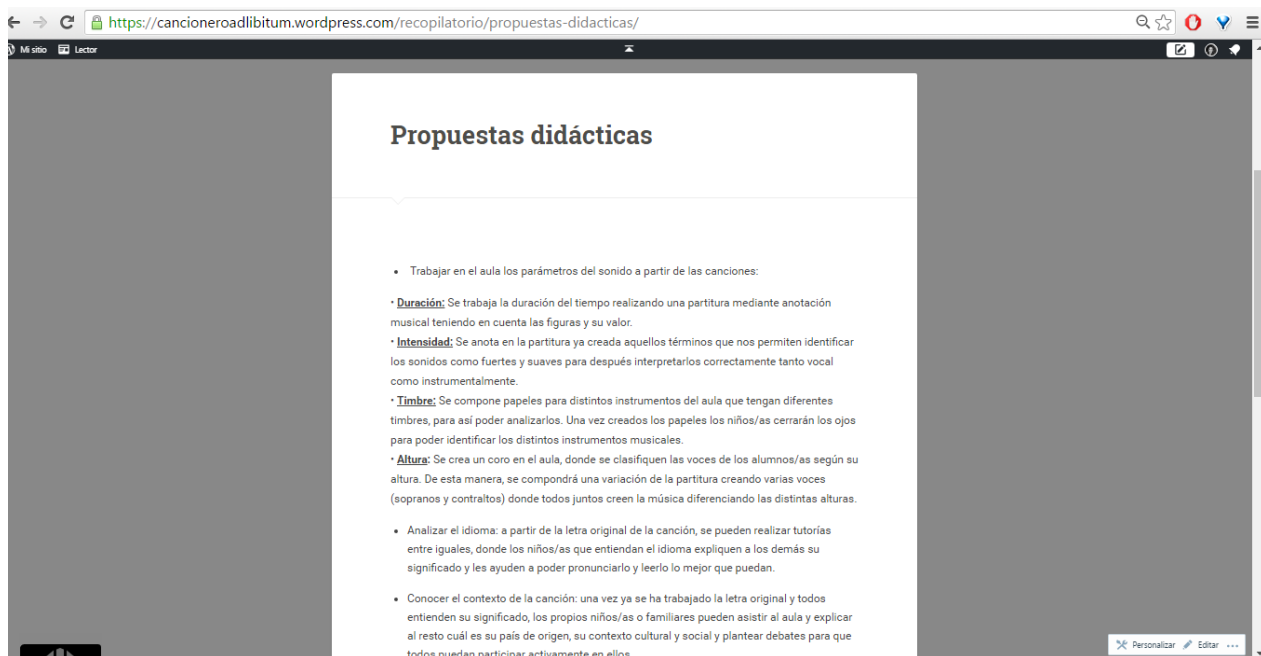 https://cancioneroadlibitum.wordpress.com/recopilatorio/propuestas-didacticas/
Mi sitio Lector
Propuestas didácticas
• Trabajar en el aula los parámetros del sonido a partir de las canciones:
· Duración: Se trabaja la duración del tiempo realizando una partitura mediante anotación
musical teniendo en cuenta las figuras y su valor.
· Intensidad: Se anota en la partitura ya creada aquellos términos que nos permiten identificar
los sonidos como fuertes y suaves para después interpretarlos correctamente tanto vocal
como instrumentalmente.
· Timbre: Se compone papeles para distintos instrumentos del aula que tengan diferentes
timbres, para así poder analizarlos. Una vez creados los papeles los niños/as cerrarán los ojos
para poder identificar los distintos instrumentos musicales.
· Altura: Se crea un coro en el aula, donde se clasifiquen las voces de los alumnos/as según su
altura. De esta manera, se compondrá una variación de la partitura creando varias voces
(sopranos y contraltos) donde todos juntos creen la música diferenciando las distintas alturas.
• Analizar el idioma: a partir de la letra original de la canción, se pueden realizar tutorías
entre iguales, donde los niños/as que entiendan el idioma expliquen a los demás su
significado y les ayuden a poder pronunciarlo y leerlo lo mejor que puedan.
• Conocer el contexto de la canción: una vez ya se ha trabajado la letra original y todos
entienden su significado, los propios niños/as o familiares pueden asistir al aula y explicar
al resto cuál es su país de origen, su contexto cultural y social y plantear debates para que
todos puedan participar activamente en ellos.
Personalizar Editar ...